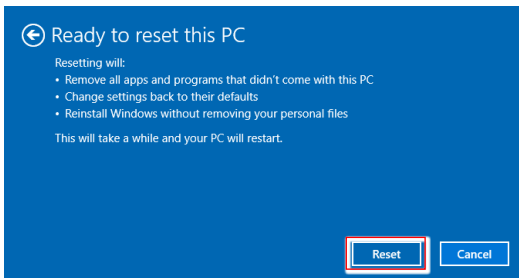 Ready to reset this PC
Resetting will:
• Remove all apps and programs that didn't come with this PC
• Change settings back to their defaults
• Reinstall Windows without removing your personal files
This will take a while and your PC will restart.
Reset
Cancel